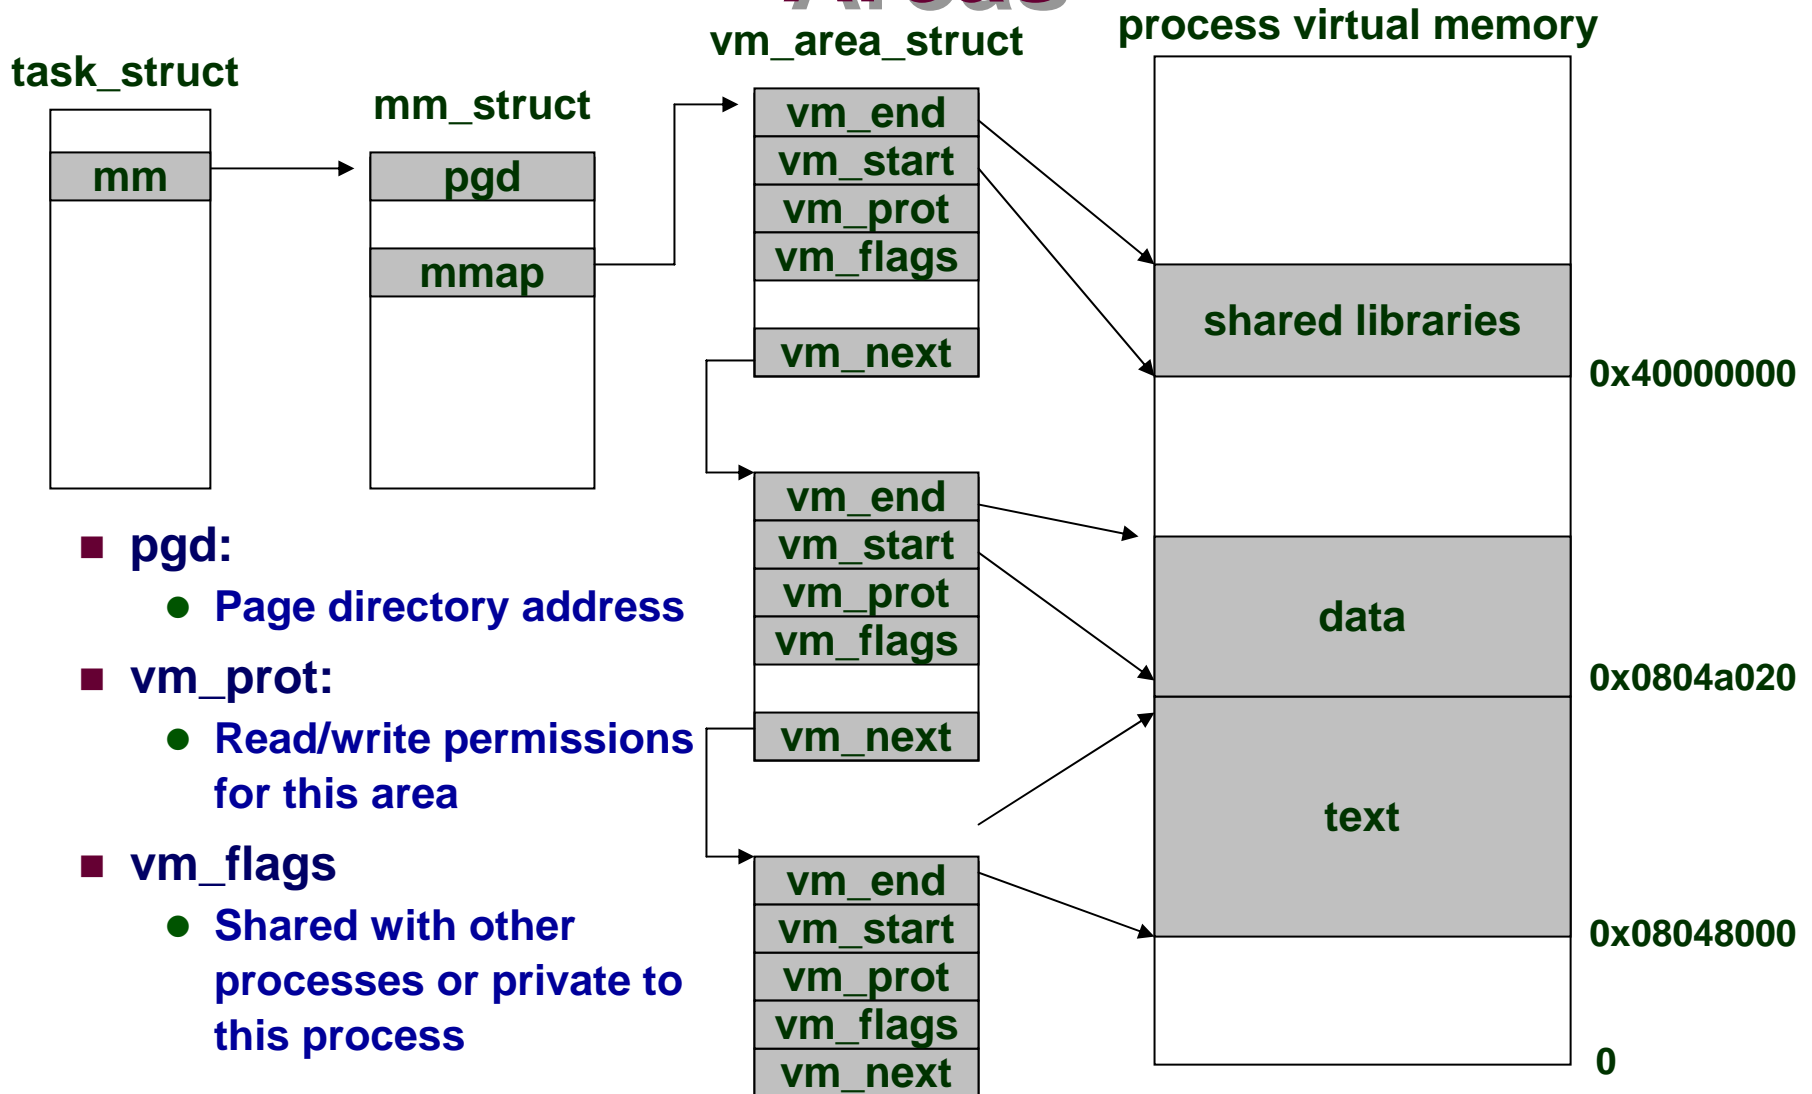 Areas
process virtual memory
vm_area_struct
task_struct
mm_struct
mm
pgd
mmap
vm_end
vm_start
vm_prot
vm_flags
vm_next
shared libraries
0x40000000
vm_end
vm_start
vm_prot
vm_flags
vm_next
data
0x0804a020
text
0x08048000
vm_end
vm_start
vm_prot
vm_flags
vm_next
0
pgd:
Page directory address
vm_prot:
Read/write permissions
for this area
vm_flags
Shared with other
processes or private to
this process